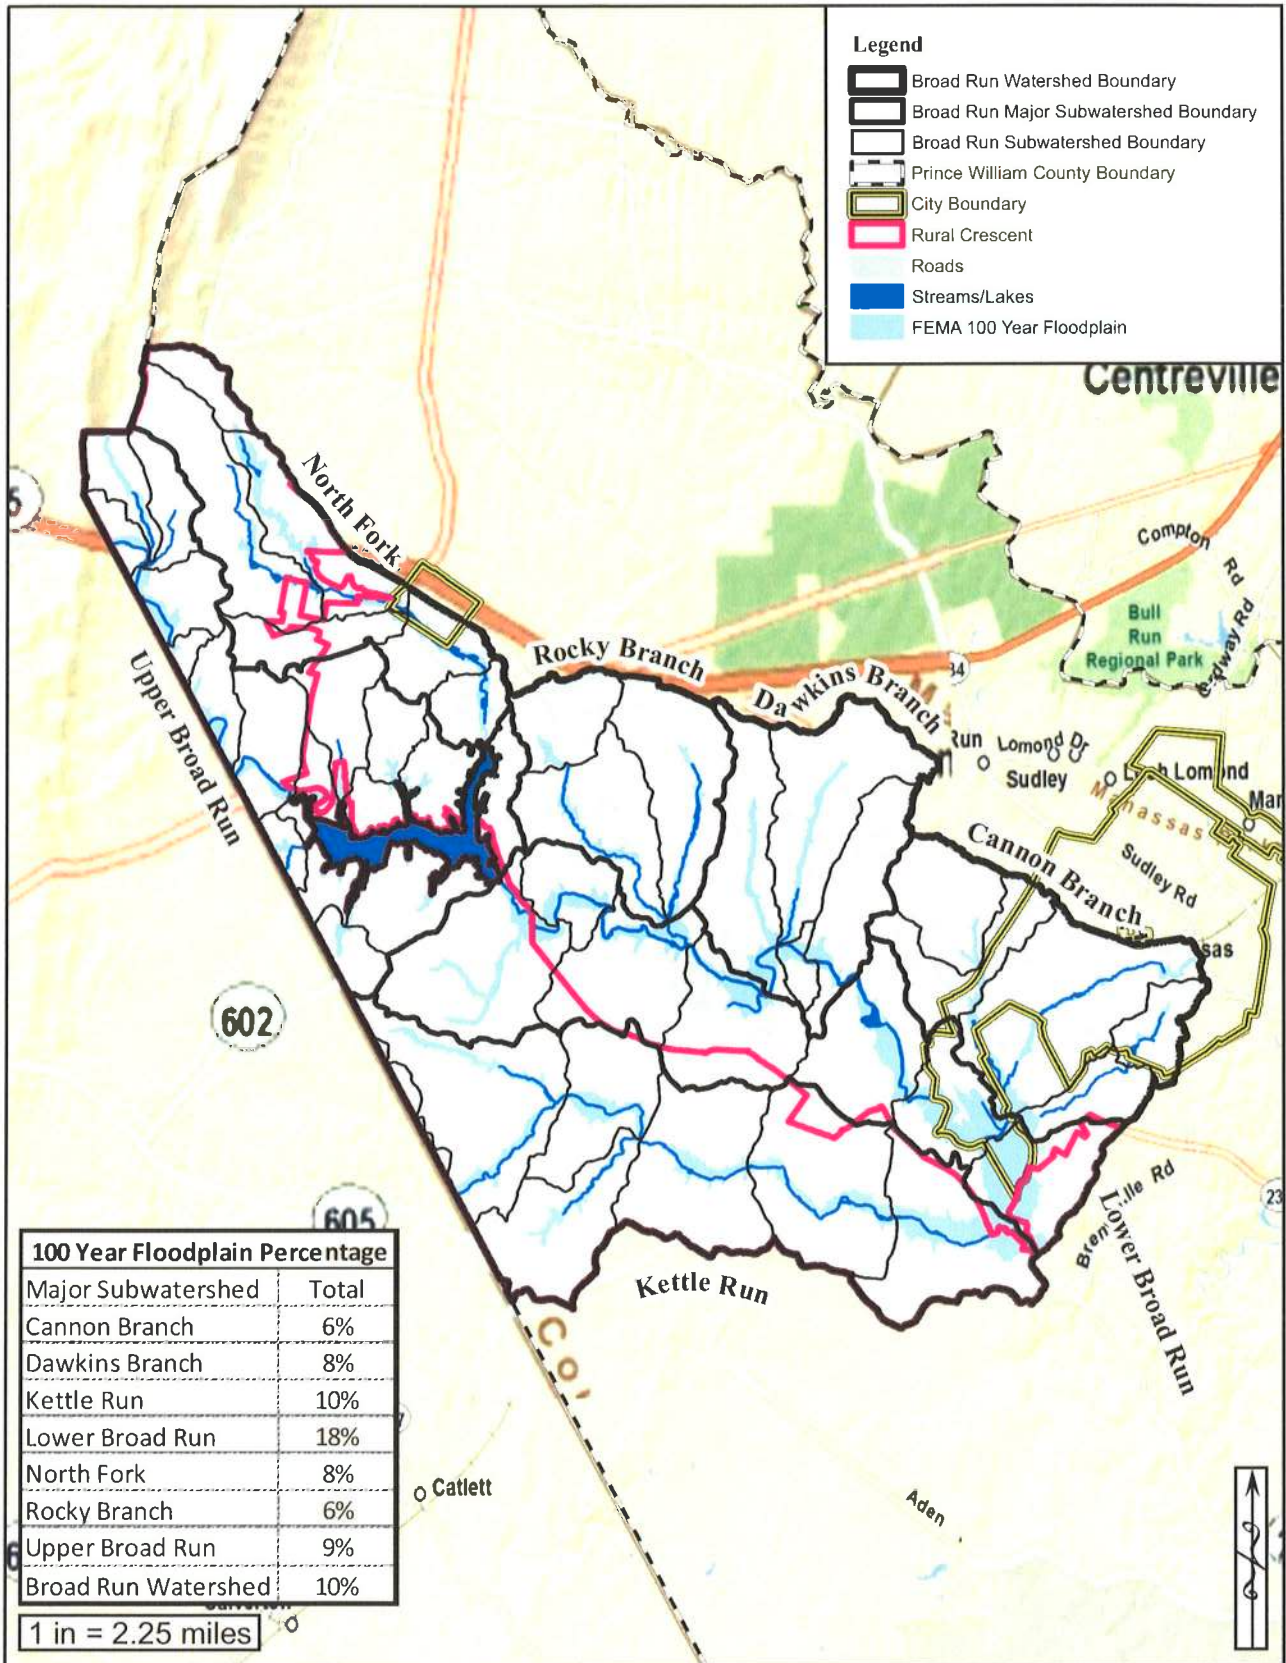 Legend
Broad Run Watershed Boundary
Broad Run Major Subwatershed Boundary
Broad Run Subwatershed Boundary
Prince William County Boundary
City Boundary
Rural Crescent
Roads
Streams/Lakes
FEMA 100 Year Floodplain
Centreville
North Fork
Compton Rd
Bull
Run
Regional Park
Rocky Branch
Dawkins Branch
Upper Broad Run
Run
Lomond Dr
Sudley
Lomond
Manassas
Sudley Rd
Cannon Branch
602
605
Rd
Lower Broad Run
Kettle Run
100 Year Floodplain Percentage
Major Subwatershed Total
Cannon Branch 6%
Dawkins Branch 8%
Kettle Run 10%
Lower Broad Run 18%
North Fork 8%
Rocky Branch 6%
Upper Broad Run 9%
Broad Run Watershed 10%
Catlett
Aden
1 in = 2.25 miles